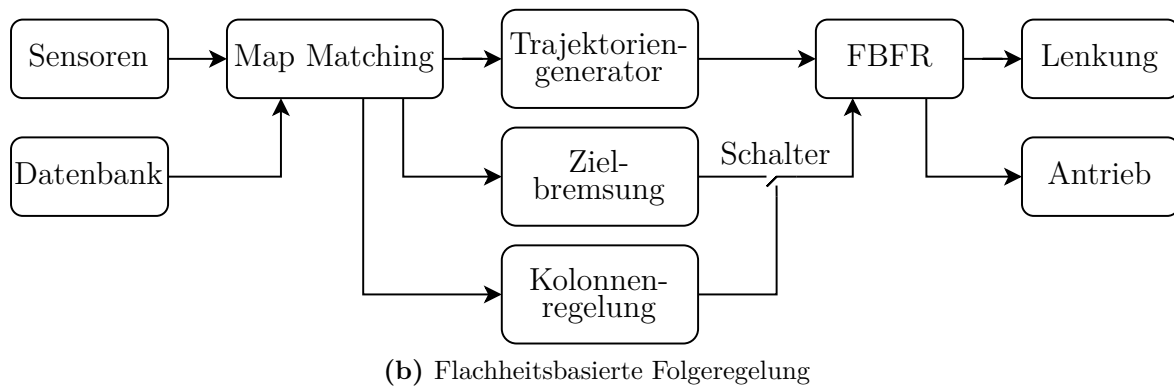 Sensoren
Map Matching
Trajektorien-
generator
FBFR
Lenkung
Datenbank
Ziel-
bremsung
Schalter
Antrieb
Kolonnen-
regelung
(b) Flachheitsbasierte Folgeregelung